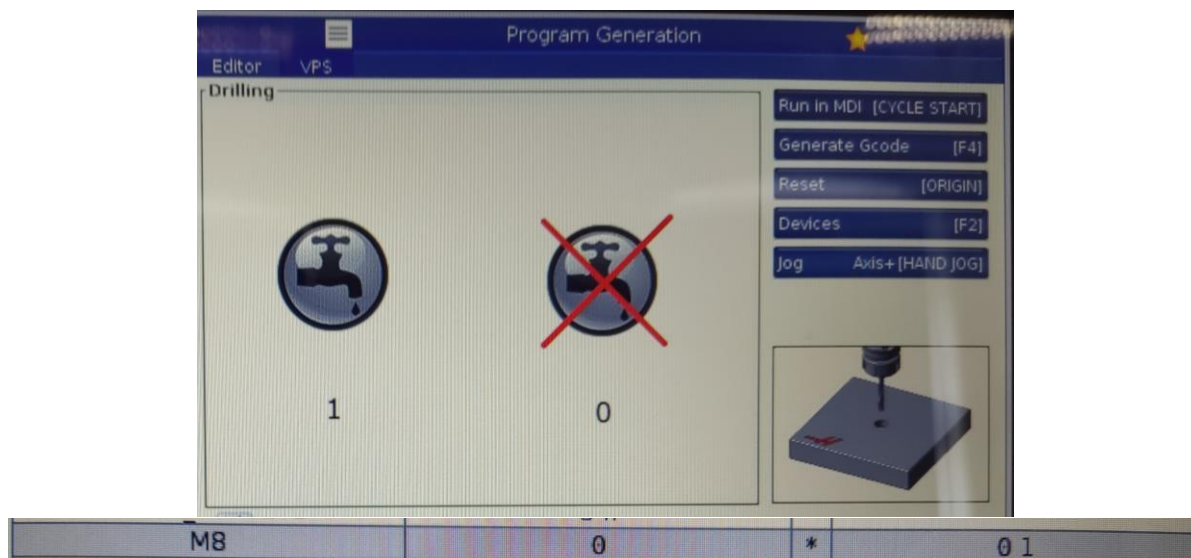 Program Generation
Editor VPS
Drilling
Run in MDI [CYCLE START]
Generate Gcode [F4]
Reset [ORIGIN]
Devices [F2]
Jog Axis+[HAND JOG]
1 0
M8 0 * 0 1